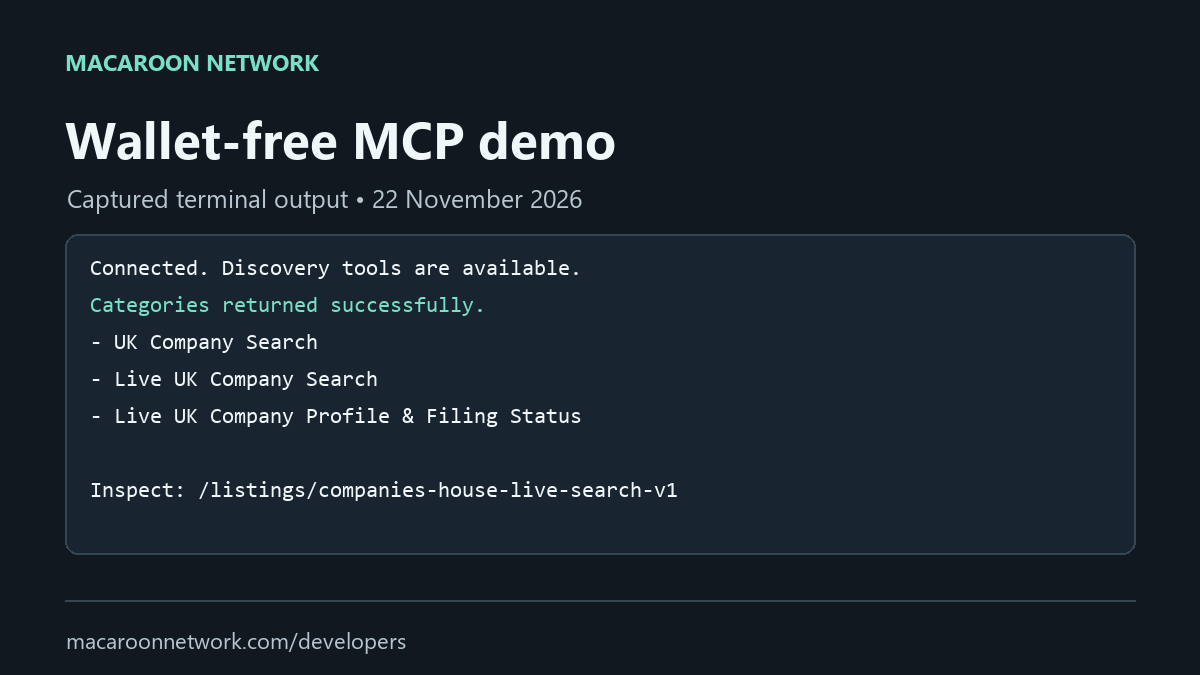 MACAROON NETWORK
Wallet-free MCP demo
Captured terminal output • 22 November 2026
Connected. Discovery tools are available.
Categories returned successfully.
- UK Company Search
- Live UK Company Search
- Live UK Company Profile & Filing Status
Inspect: /listings/companies-house-live-search-v1
macaroonnetwork.com/developers